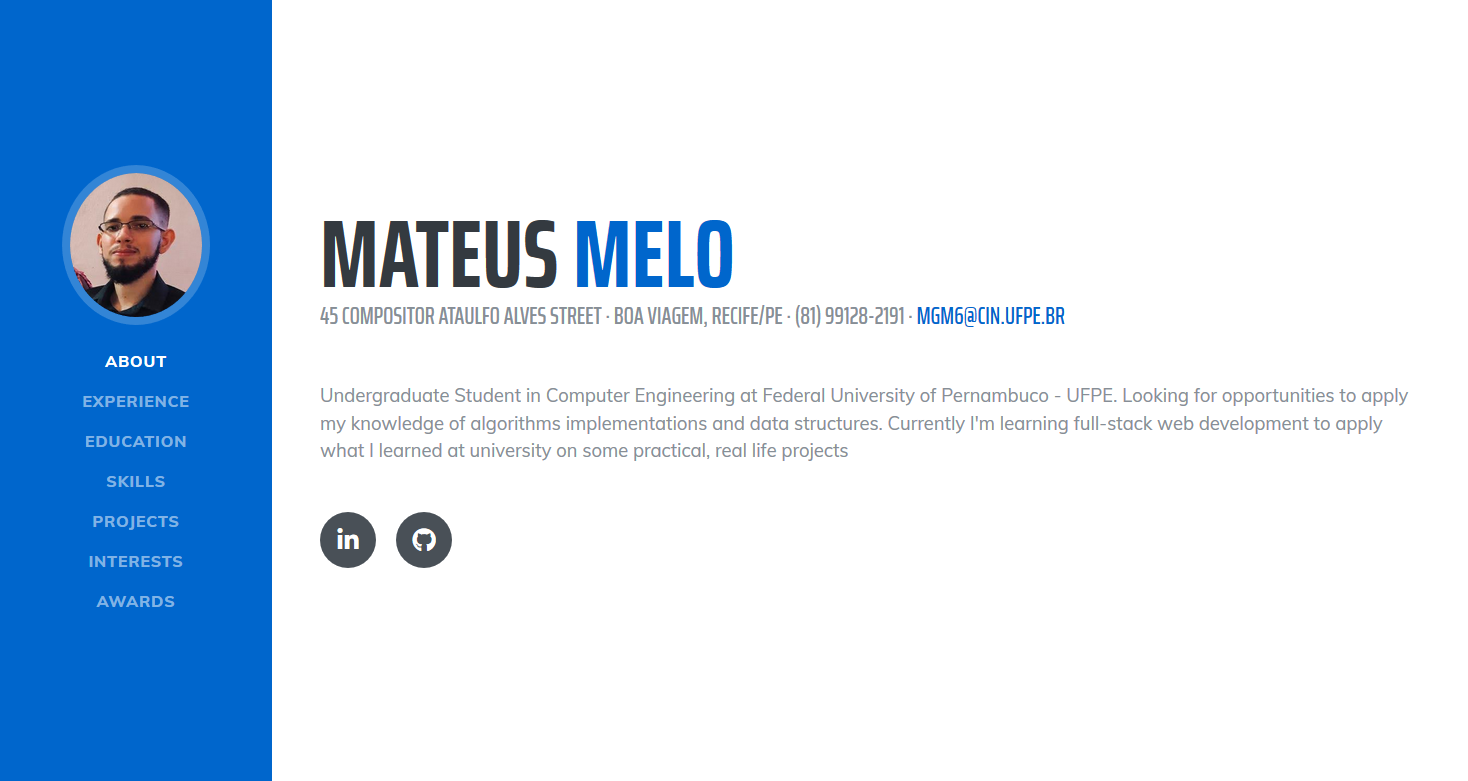 ABOUT
EXPERIENCE
EDUCATION
SKILLS
PROJECTS
INTERESTS
AWARDS
MATEUS MELO
45 COMPOSITOR ATAULFO ALVES STREET · BOA VIAGEM, RECIFE/PE · (81) 99128-2191 · MGM6@CIN.UFPE.BR
Undergraduate Student in Computer Engineering at Federal University of Pernambuco - UFPE. Looking for opportunities to apply
my knowledge of algorithms implementations and data structures. Currently I'm learning full-stack web development to apply
what I learned at university on some practical, real life projects
in